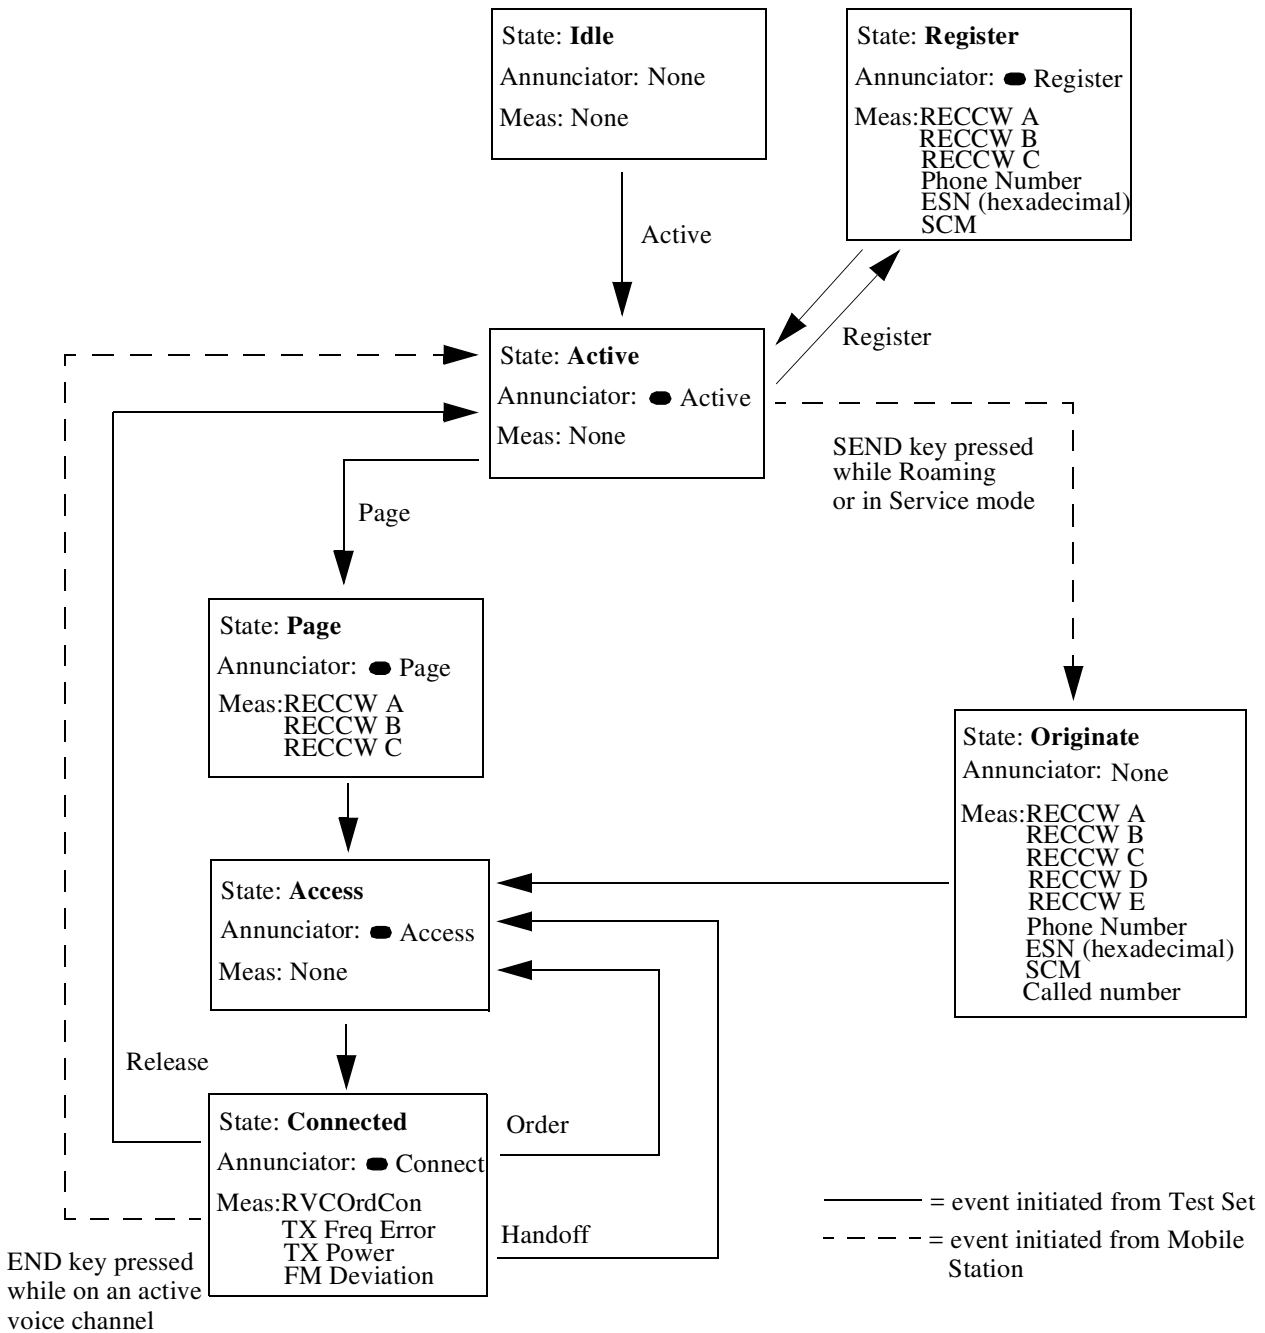 State: Idle
Annunciator: None
Meas: None
State: Register
Annunciator: Register
Meas:RECCW A
RECCW B
RECCW C
Phone Number
ESN (hexadecimal)
SCM
Active
Register
State: Active
Annunciator: Active
Meas: None
SEND key pressed
while Roaming
or in Service mode
Page
State: Page
Annunciator: Page
Meas:RECCW A
RECCW B
RECCW C
State: Originate
Annunciator: None
Meas:RECCW A
RECCW B
RECCW C
RECCW D
RECCW E
Phone Number
ESN (hexadecimal)
SCM
Called number
State: Access
Annunciator: Access
Meas: None
Release
State: Connected
Annunciator: Connect
Meas:RVCOrdCon
TX Freq Error
TX Power
FM Deviation
Order
Handoff
END key pressed
while on an active
voice channel
= event initiated from Test Set
= event initiated from Mobile
Station